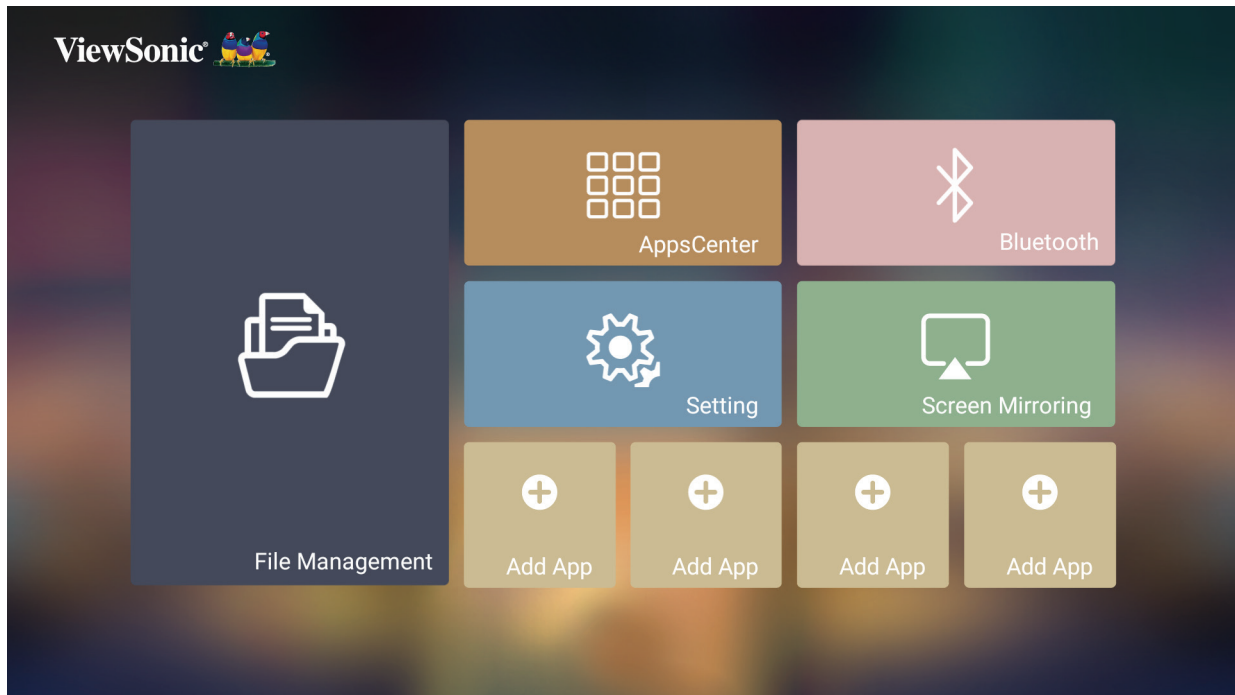 ViewSonic®
AppsCenter
Bluetooth
Setting
Screen Mirroring
File Management
Add App
Add App
Add App
Add App